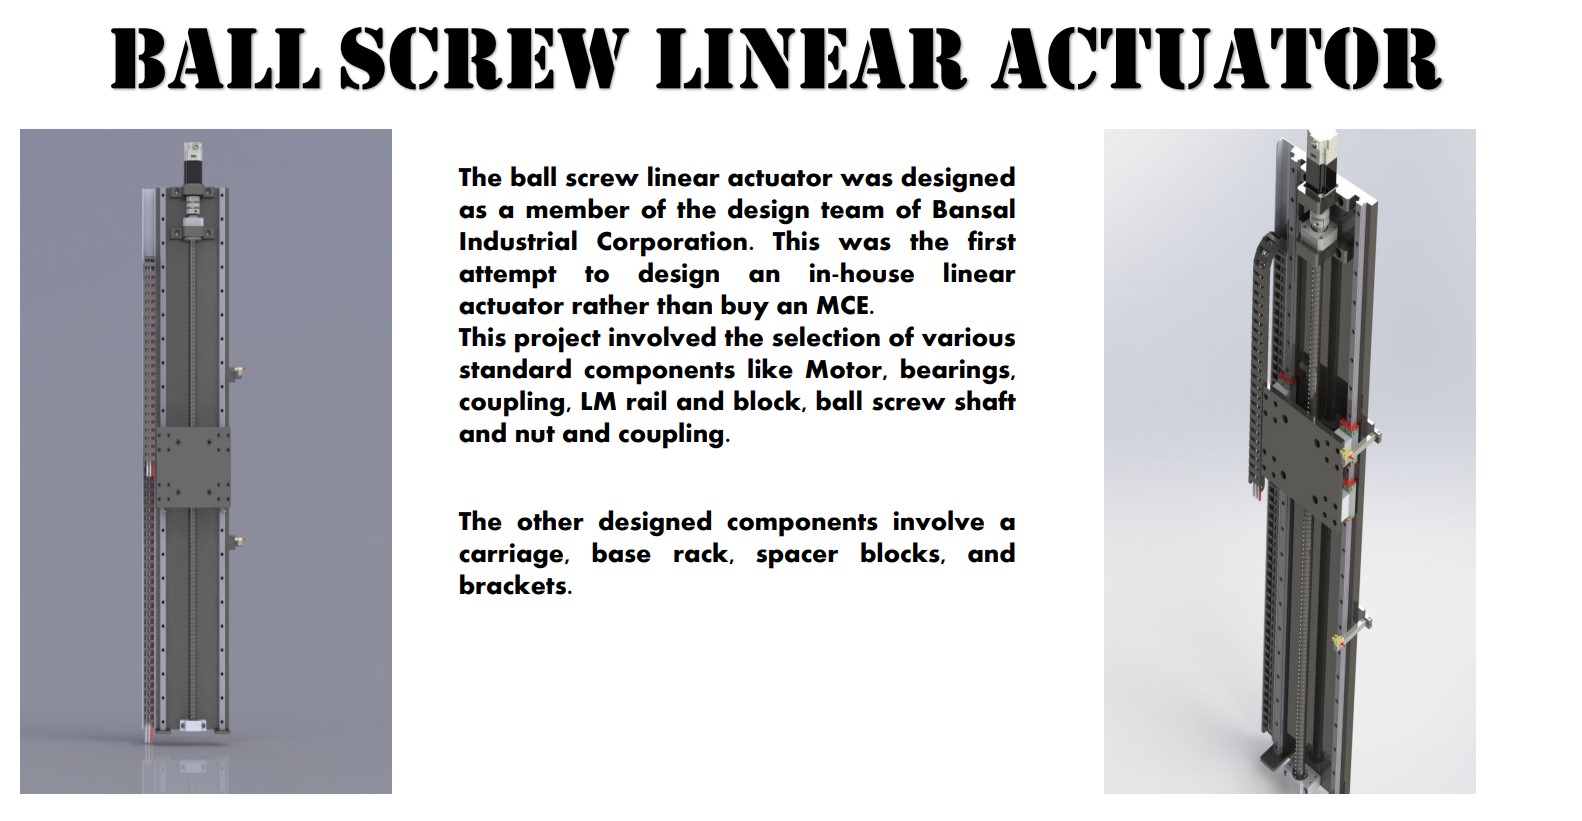 BALL SCREW LINEAR ACTUATOR
The ball screw linear actuator was designed
as a member of the design team of Bansal
Industrial Corporation. This was the first
attempt to design an in-house linear
actuator rather than buy an MCE.
This project involved the selection of various
standard components like Motor, bearings,
coupling, LM rail and block, ball screw shaft
and nut and coupling.
The other designed components involve a
carriage, base rack, spacer blocks, and
brackets.